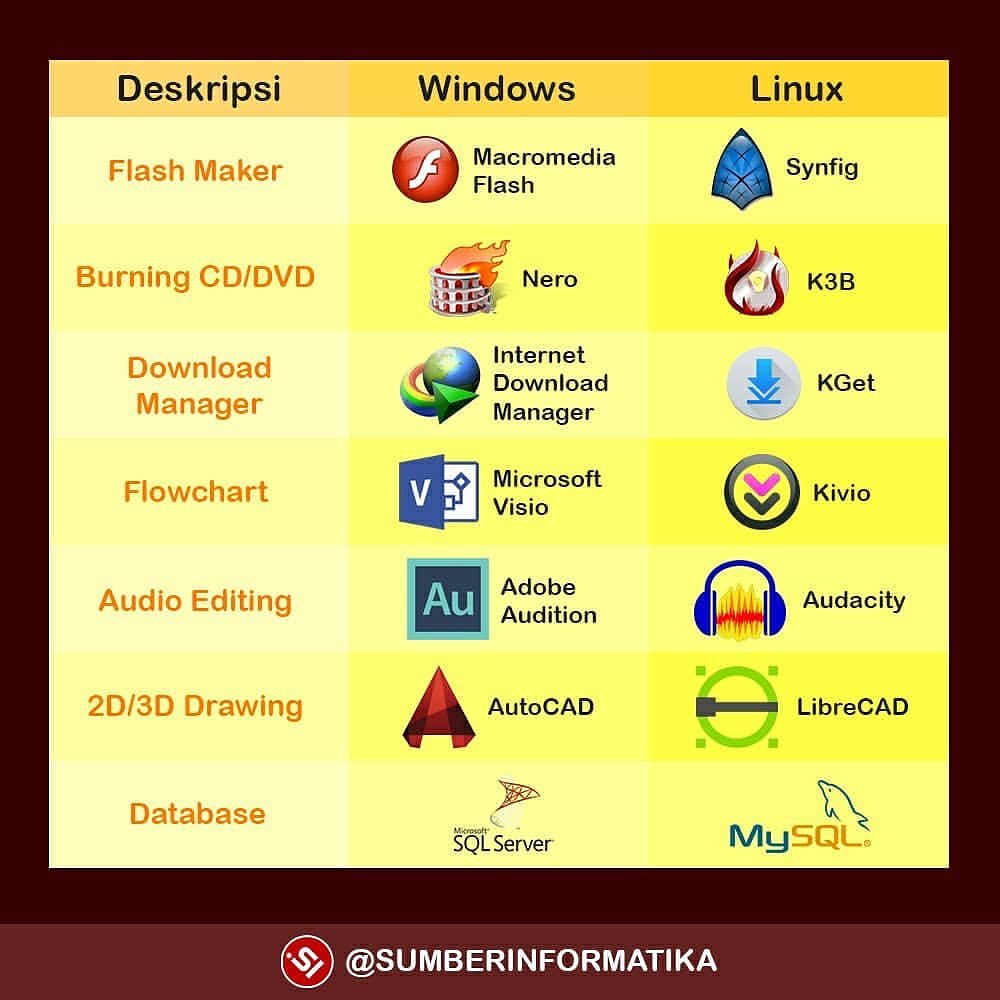 Deskripsi
Windows
Linux
Flash Maker
Macromedia
Flash
Synfig
Burning CD/DVD
Nero
K3B
Download
Manager
Internet
Download
Manager
KGet
Flowchart
V
Microsoft
Visio
Kivio
Audio Editing
Au
Adobe
Audition
Audacity
2D/3D Drawing
AutoCAD
LibreCAD
Database
Microsoft®
SQL Server®
MySQL®
@SUMBERINFORMATIKA